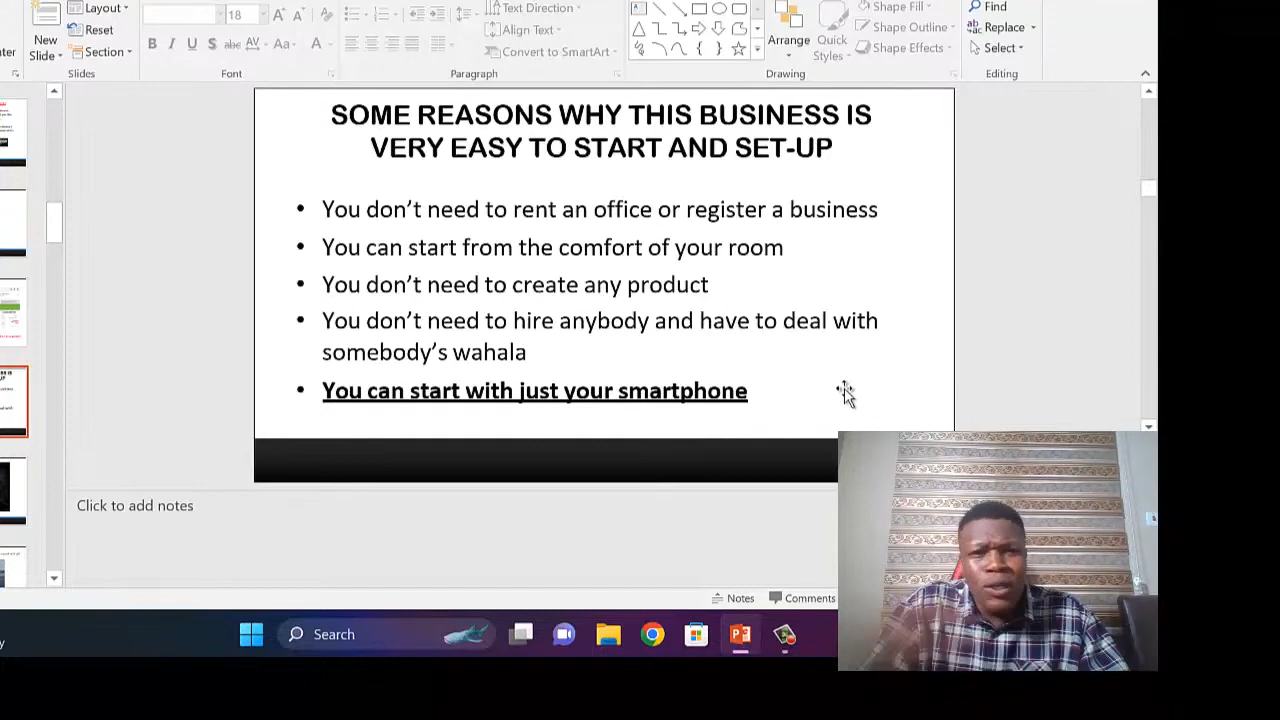 Layout
Reset
New
Slide
Section
Slides
18
B I U S abc AV Aa A
Font
Text Direction
Align Text
Convert to SmartArt
Paragraph
Arrange
Quick
Styles
Drawing
Shape Fill
Shape Outline
Shape Effects
Find
Replace
Select
Editing
SOME REASONS WHY THIS BUSINESS IS
VERY EASY TO START AND SET-UP
• You don't need to rent an office or register a business
• You can start from the comfort of your room
• You don't need to create any product
• You don't need to hire anybody and have to deal with
somebody's wahala
• You can start with just your smartphone
Click to add notes
Notes
Comments
Search